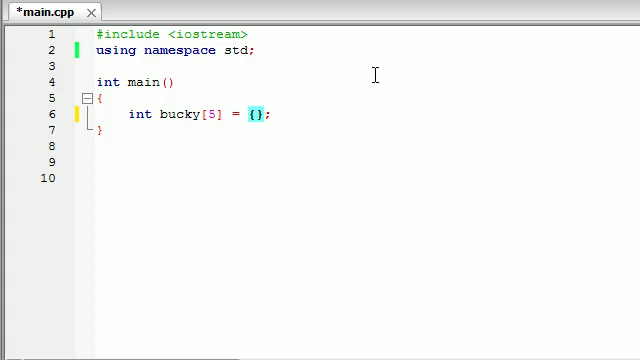 *main.cpp
1 #include <iostream>
2 using namespace std;
3
4 int main()
5 {
6 int bucky[5] = {};
7 }
8
9
10